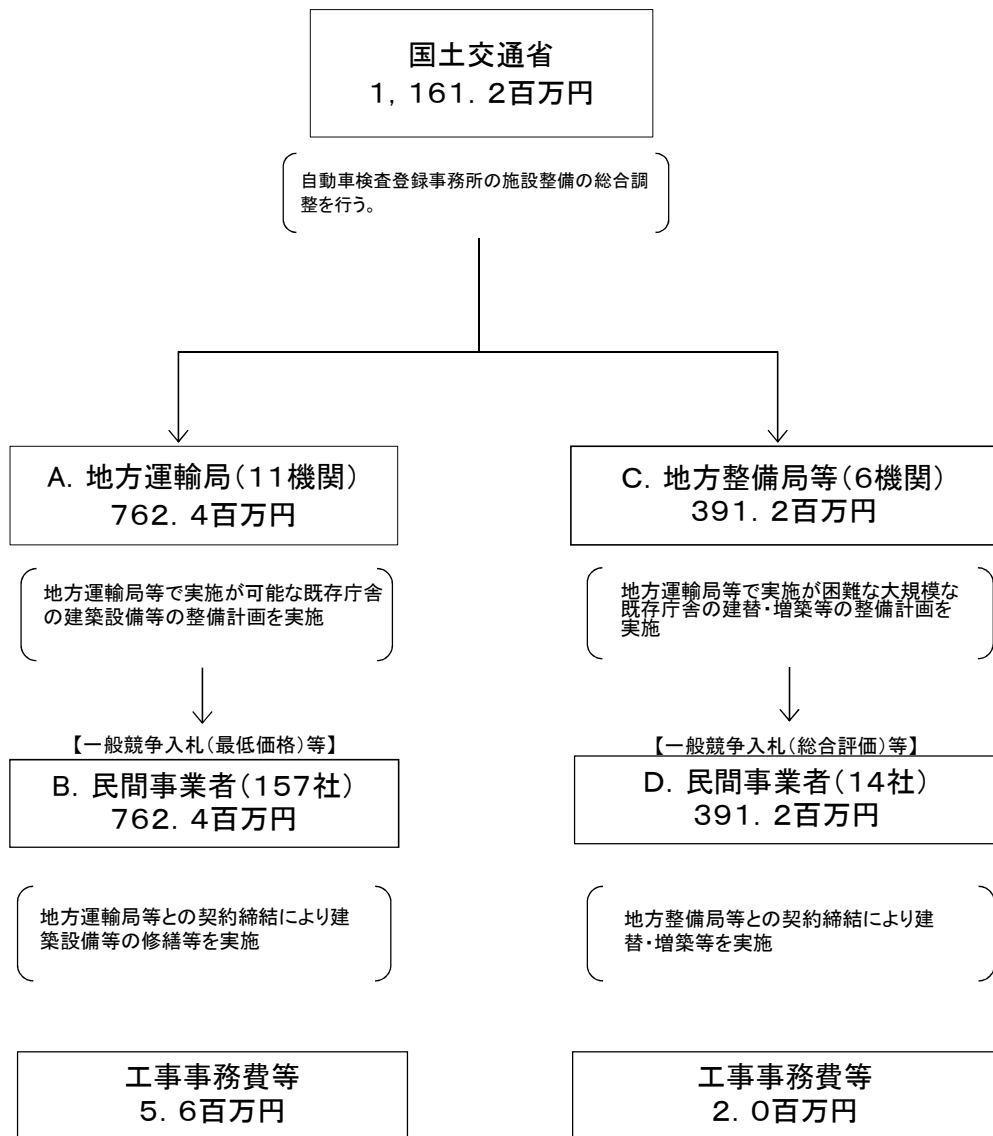 国土交通省
１，１６１．２百万円
自動車検査登録事務所の施設整備の総合調
整を行う。
A．地方運輸局（１１機関）
７６２．４百万円
地方運輸局等で実施が可能な既存庁舎
の建築設備等の整備計画を実施
【一般競争入札（最低価格）等】
B．民間事業者（１５７社）
７６２．４百万円
地方運輸局等との契約締結により建
築設備等の修繕等を実施
工事事務費等
５．６百万円
C．地方整備局等（６機関）
３９１．２百万円
地方運輸局等で実施が困難な大規模な
既存庁舎の建替・増築等の整備計画を
実施
【一般競争入札（総合評価）等】
D．民間事業者（１４社）
３９１．２百万円
地方整備局等との契約締結により建
替・増築等を実施
工事事務費等
２．０百万円